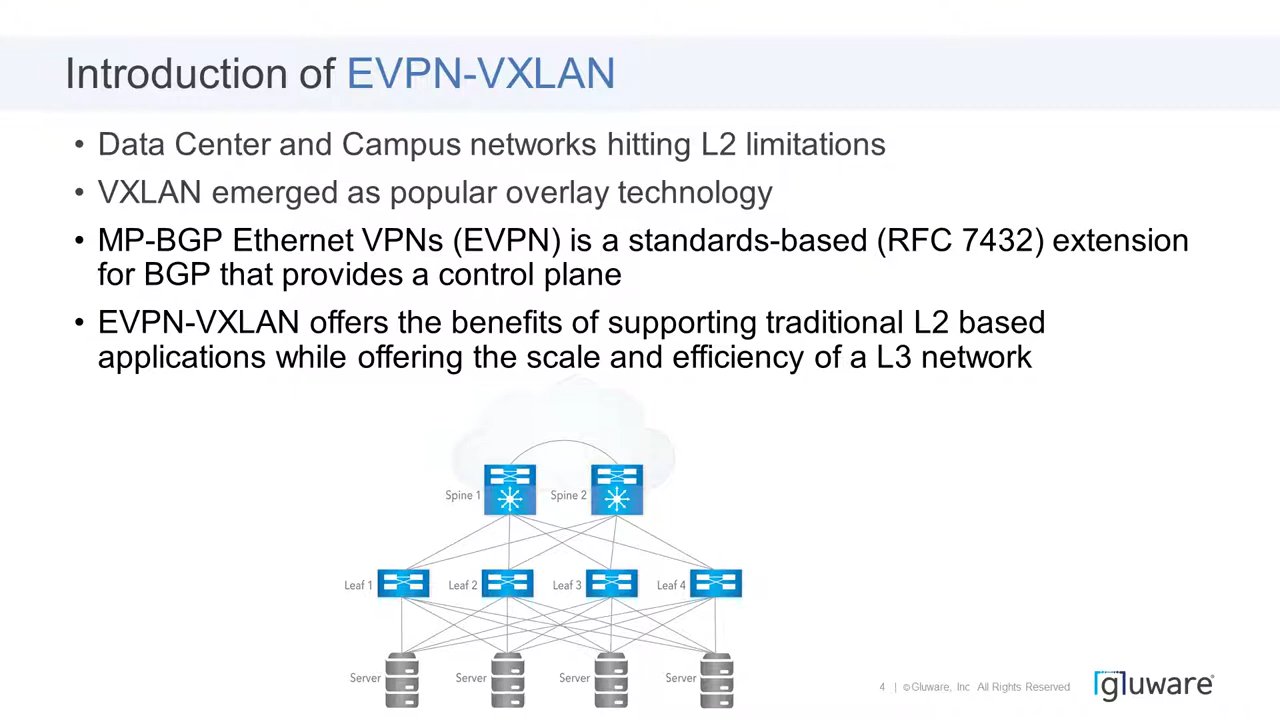 Introduction of EVPN-VXLAN
• Data Center and Campus networks hitting L2 limitations
• VXLAN emerged as popular overlay technology
• MP-BGP Ethernet VPNs (EVPN) is a standards-based (RFC 7432) extension
for BGP that provides a control plane
• EVPN-VXLAN offers the benefits of supporting traditional L2 based
applications while offering the scale and efficiency of a L3 network
Spine 1
Spine 2
Leaf 1
Leaf 2
Leaf 3
Leaf 4
Server
Server
Server
Server
4 | ©Gluware, Inc All Rights Reserved
[g]luware